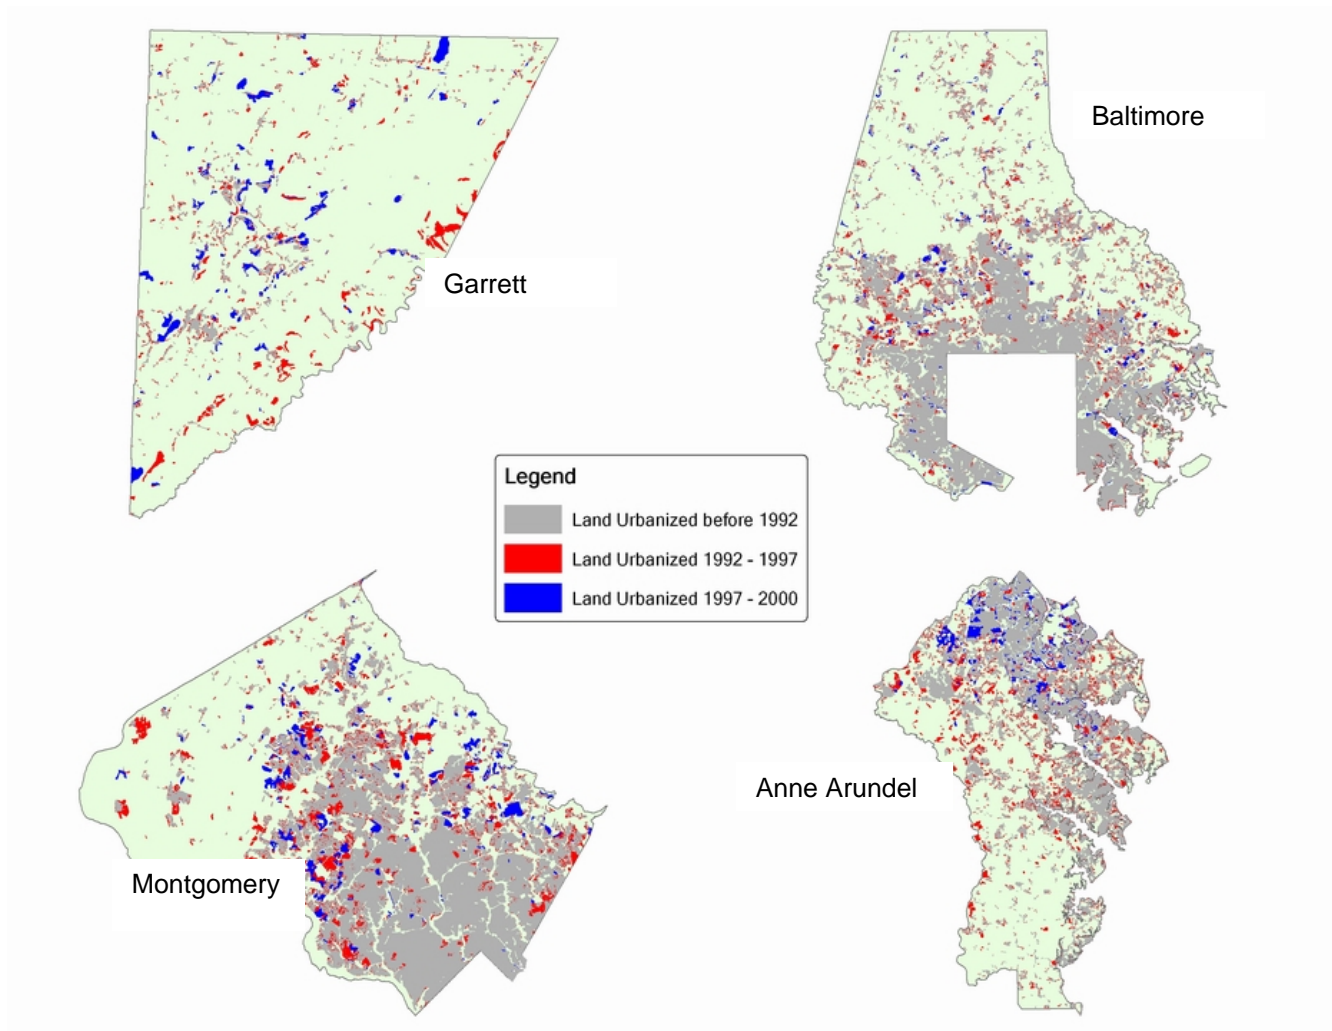 Baltimore
Garrett
Legend
Land Urbanized before 1992
Land Urbanized 1992 - 1997
Land Urbanized 1997 - 2000
Anne Arundel
Montgomery